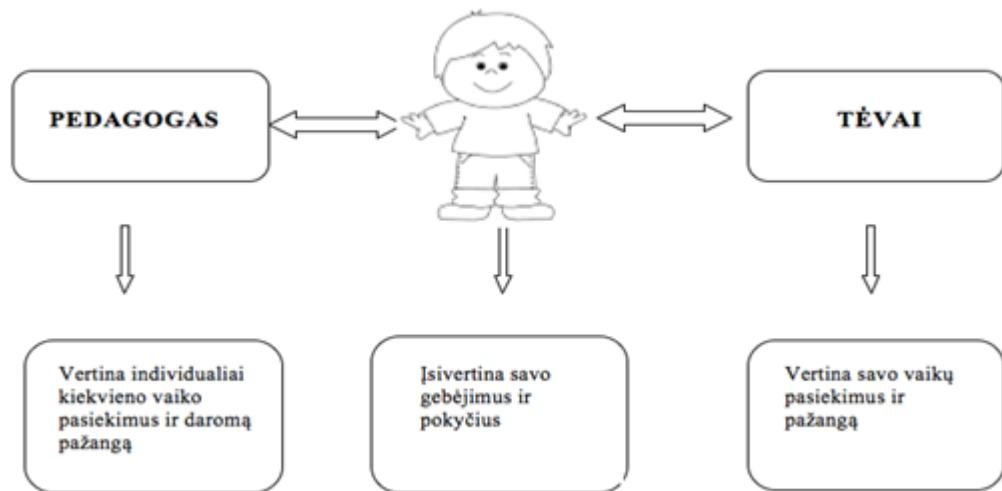 PEDAGOGAS
TĖVAI
Vertina individualiai
kiekvieno vaiko
pasiekimus ir daromą
pažangą
Įsivertina savo
gebėjimus ir
pokyčius
Vertina savo vaikų
pasiekimus ir
pažangą